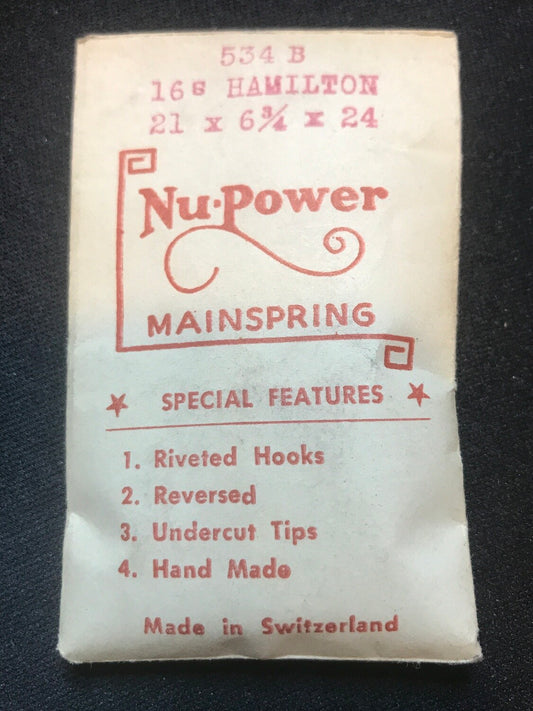 534 B
16s HAMILTON
21 x 6¾ x 24
Nu-Power
MAINSPRING
SPECIAL FEATURES
1. Riveted Hooks
2. Reversed
3. Undercut Tips
4. Hand Made
Made in Switzerland